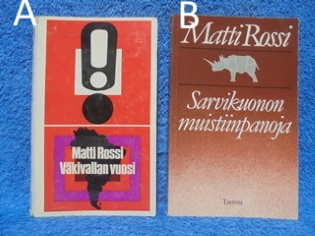 A
!
Matti Rossi
Väkivallan vuosi
B
Matti Rossi
Sarvikuonon
muistiinpanoja
Tammi